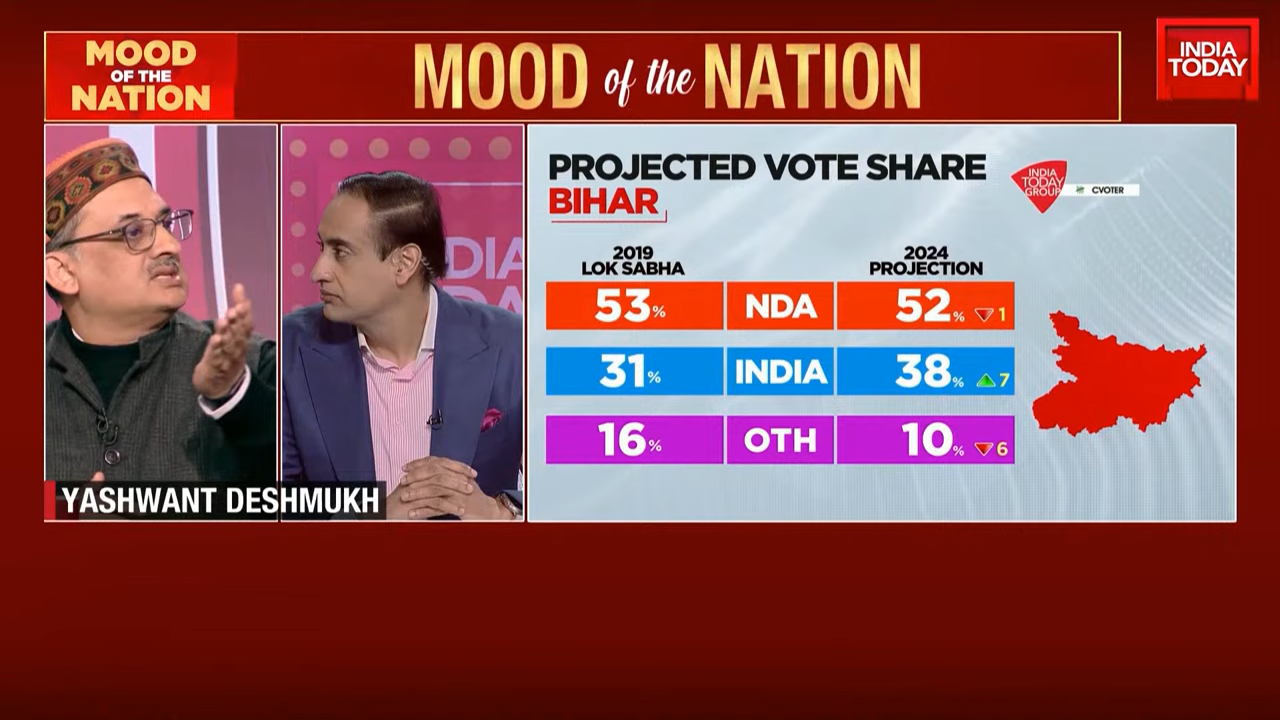 MOOD
OF THE
NATION
MOOD of the NATION
INDIA
TODAY
PROJECTED VOTE SHARE
BIHAR
INDIA
TODAY
GROUP
CVOTER
2019
LOK SABHA
2024
PROJECTION
53% NDA 52% 1
31% INDIA 38% 7
16% OTH 10% 6
DIA
YASHWANT DESHMUKH